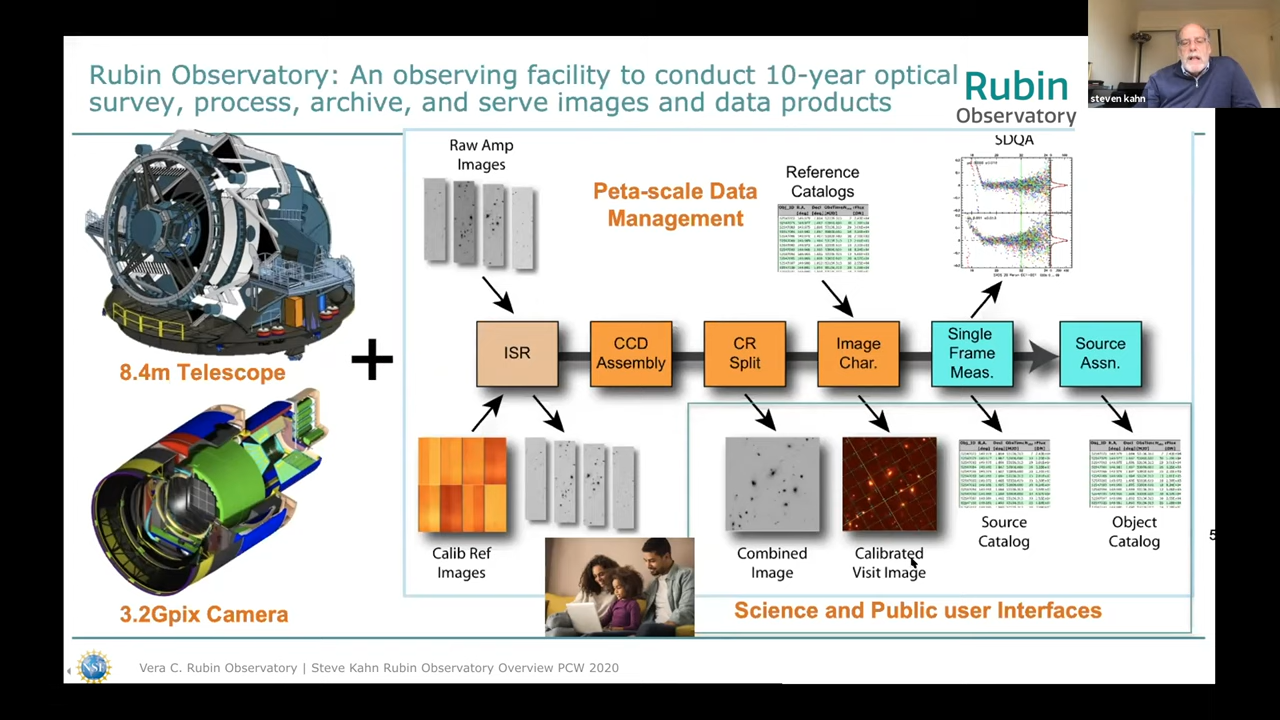 Rubin Observatory: An observing facility to conduct 10-year optical
survey, process, archive, and serve images and data products
Rubin
Observatory
steven kahn
Raw Amp
Images
Peta-scale Data
Management
Reference
Catalogs
SDQA
8.4m Telescope
+
ISR
CCD
Assembly
CR
Split
Image
Char.
Single
Frame
Meas.
Source
Assn.
3.2Gpix Camera
Calib Ref
Images
Combined
Image
Calibrated
Visit Image
Source
Catalog
Object
Catalog
5
Science and Public user Interfaces
NSF
Vera C. Rubin Observatory | Steve Kahn Rubin Observatory Overview PCW 2020